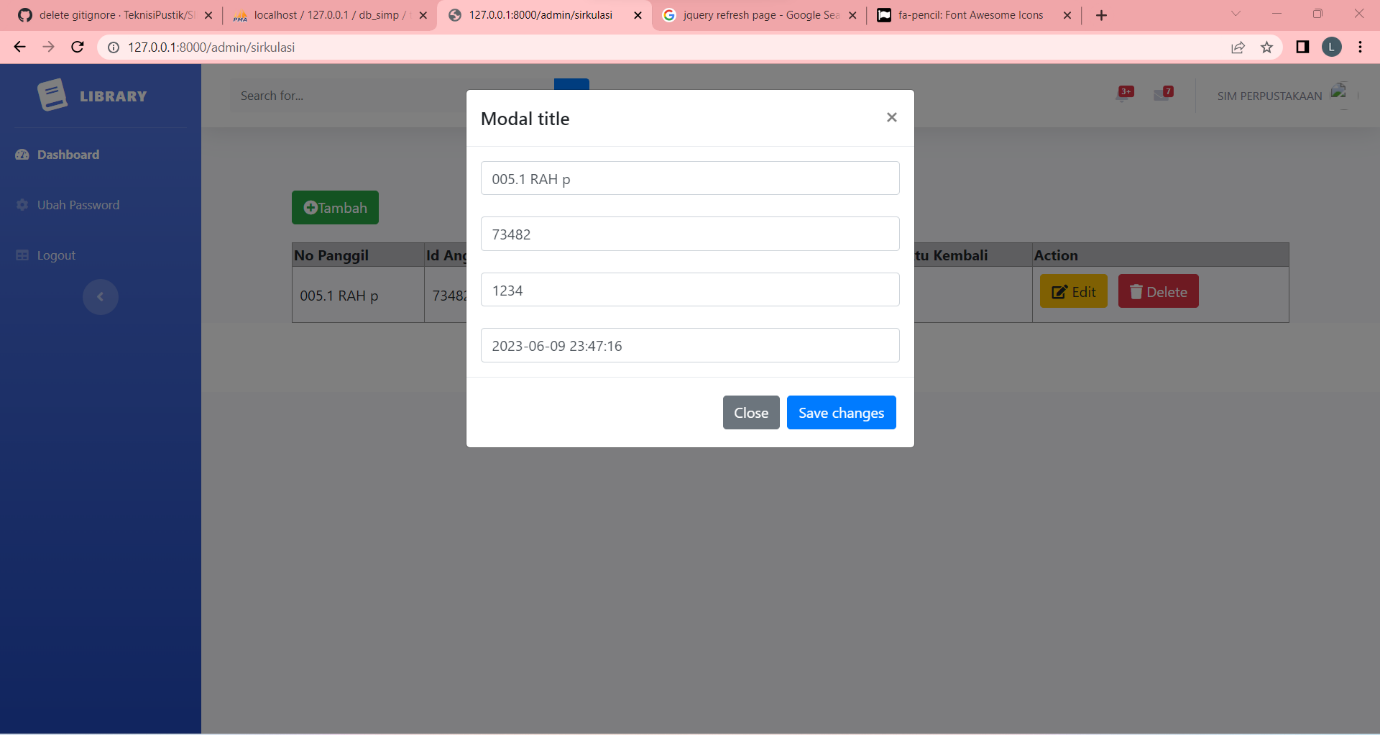 delete gitignore · TeknisiPustik/SI
localhost / 127.0.0.1 / db_simp /
127.0.0.1:8000/admin/sirkulasi
jquery refresh page - Google Sea
fa-pencil: Font Awesome Icons
127.0.0.1:8000/admin/sirkulasi
L
LIBRARY
Search for...
3+
7
SIM PERPUSTAKAAN
Dashboard
Ubah Password
Logout
Tambah
No Panggil
Id Ang
tu Kembali
Action
005.1 RAH p
7348
Edit
Delete
Modal title
×
005.1 RAH p
73482
1234
2023-06-09 23:47:16
Close
Save changes